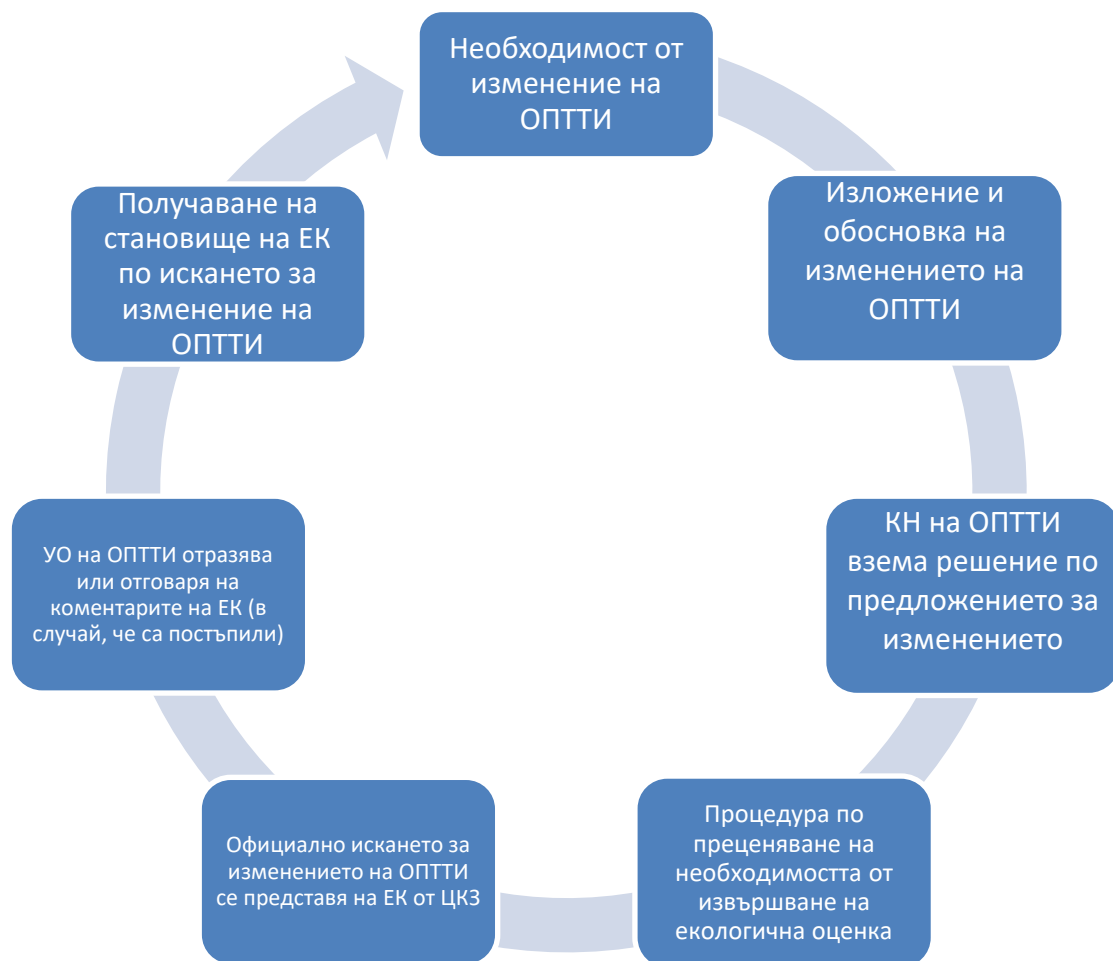 Необходимост от
изменение на
ОПТТИ
Изложение и
обосновка на
изменението на
ОПТТИ
КН на ОПТТИ
взема решение по
предложението за
изменението
Процедура по
преценяване на
необходимостта от
извършване на
екологична оценка
Официално искането за
изменението на ОПТТИ
се представя на ЕК от ЦКЗ
УО на ОПТТИ отразява
или отговаря на
коментарите на ЕК (в
случай, че са постъпили)
Получаване на
становище на ЕК
по искането за
изменение на
ОПТТИ